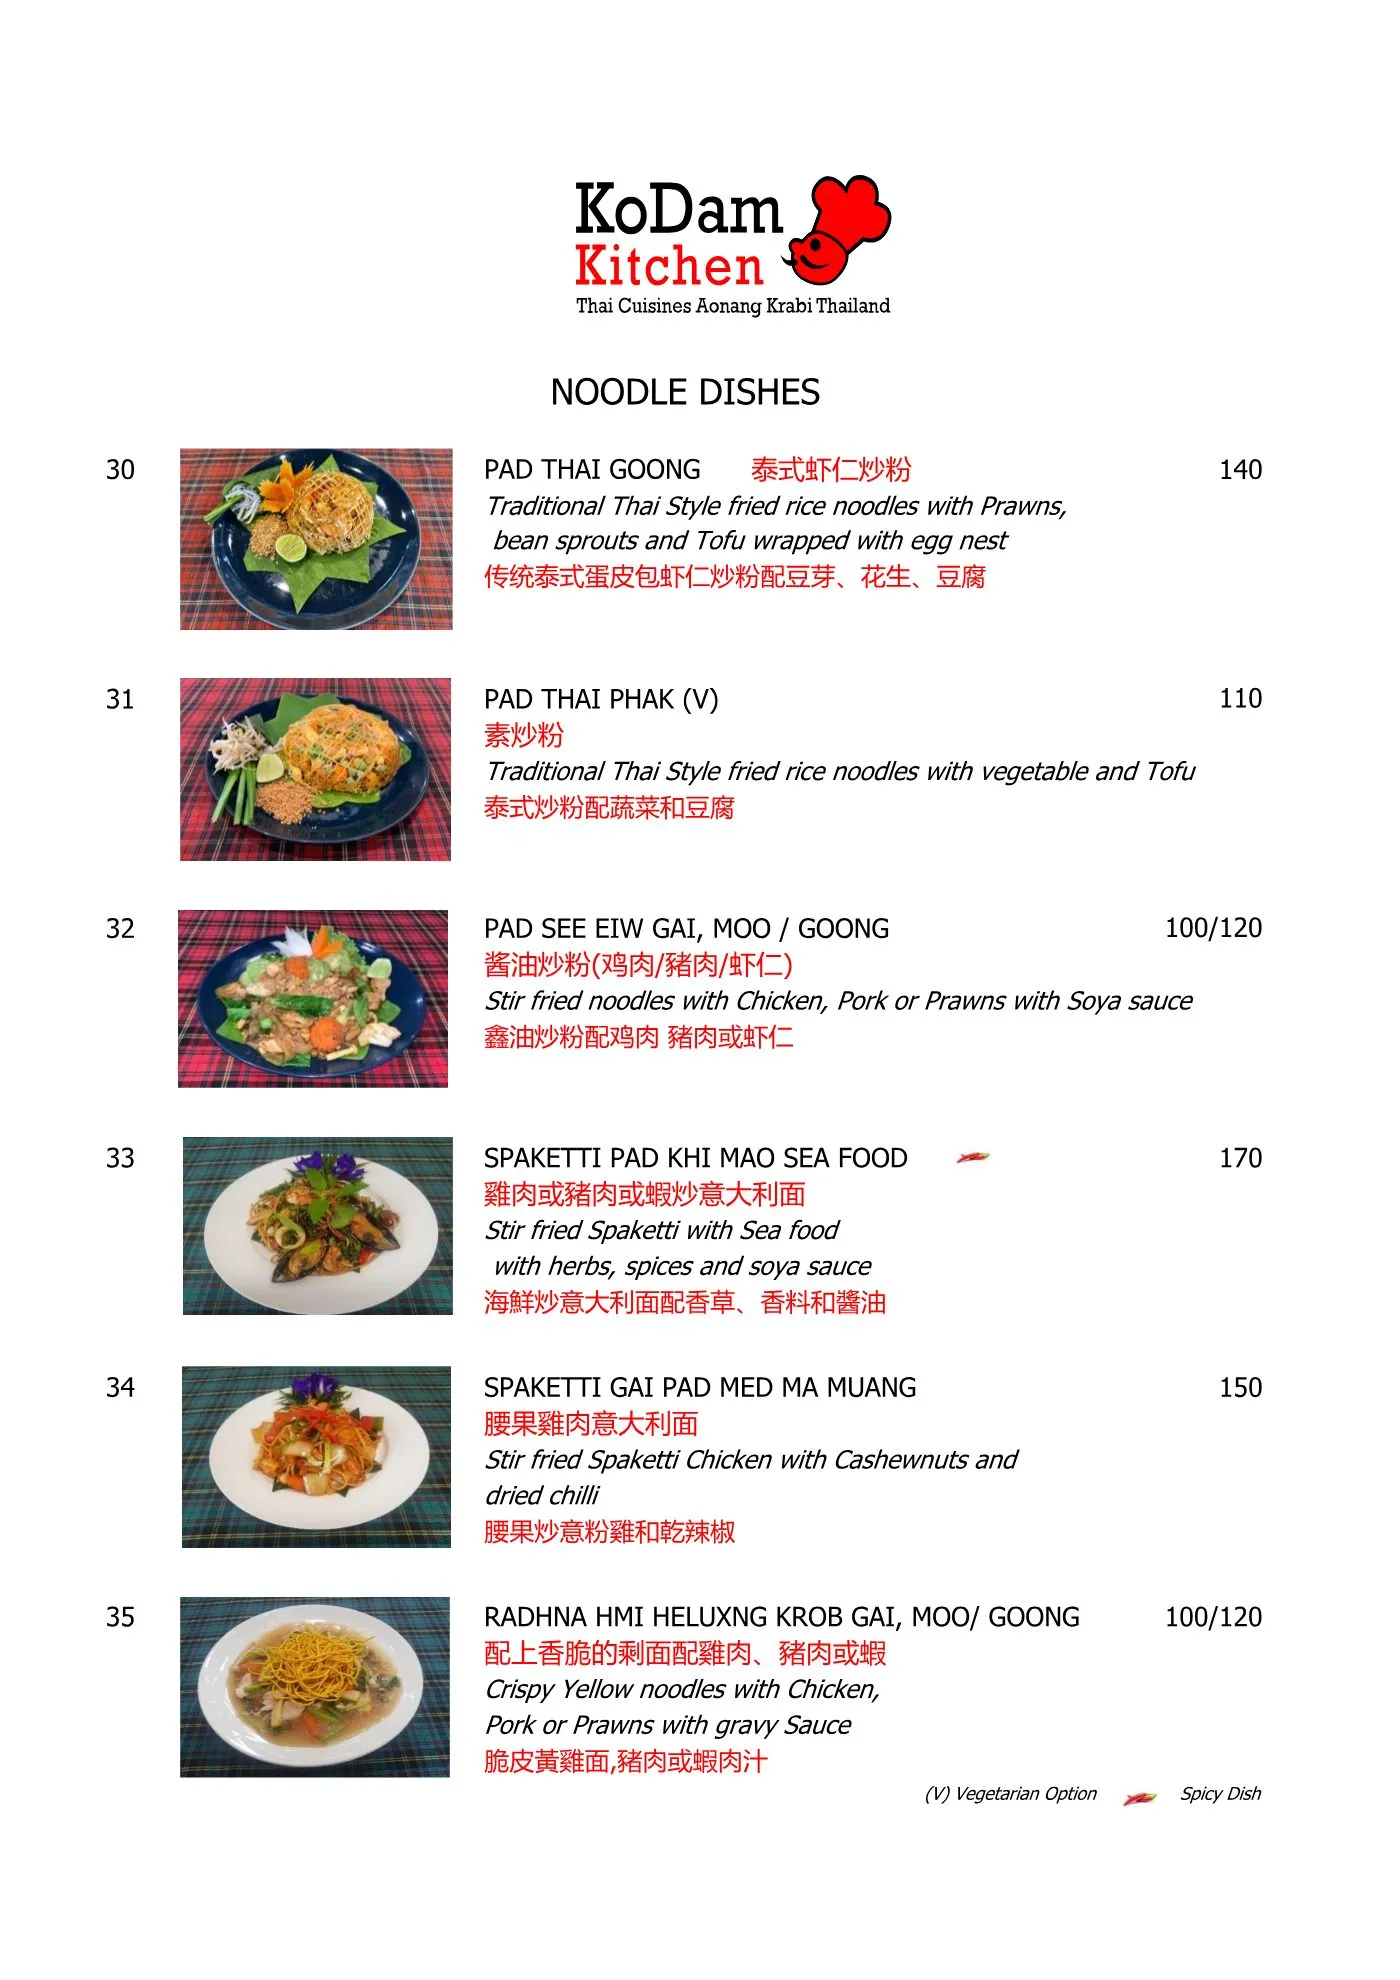 KoDam
Kitchen
Thai Cuisines Aonang Krabi Thailand
NOODLE DISHES
30 PAD THAI GOONG 泰式虾仁炒粉 140
Traditional Thai Style fried rice noodles with Prawns,
bean sprouts and Tofu wrapped with egg nest
传统泰式蛋皮包虾仁炒粉配豆芽、花生、豆腐
31 PAD THAI PHAK (V) 110
素炒粉
Traditional Thai Style fried rice noodles with vegetable and Tofu
泰式炒粉配蔬菜和豆腐
32 PAD SEE EIW GAI, MOO / GOONG 100/120
酱油炒粉(鸡肉/豬肉/虾仁)
Stir fried noodles with Chicken, Pork or Prawns with Soya sauce
鑫油炒粉配鸡肉 豬肉或虾仁
33 SPAKETTI PAD KHI MAO SEA FOOD 170
雞肉或豬肉或蝦炒意大利面
Stir fried Spaketti with Sea food
with herbs, spices and soya sauce
海鮮炒意大利面配香草、香料和醬油
34 SPAKETTI GAI PAD MED MA MUANG 150
腰果雞肉意大利面
Stir fried Spaketti Chicken with Cashewnuts and
dried chilli
腰果炒意粉雞和乾辣椒
35 RADHNA HMI HELUXNG KROB GAI, MOO/ GOONG 100/120
配上香脆的剩面配雞肉、豬肉或蝦
Crispy Yellow noodles with Chicken,
Pork or Prawns with gravy Sauce
脆皮黃雞面,豬肉或蝦肉汁
(V) Vegetarian Option Spicy Dish